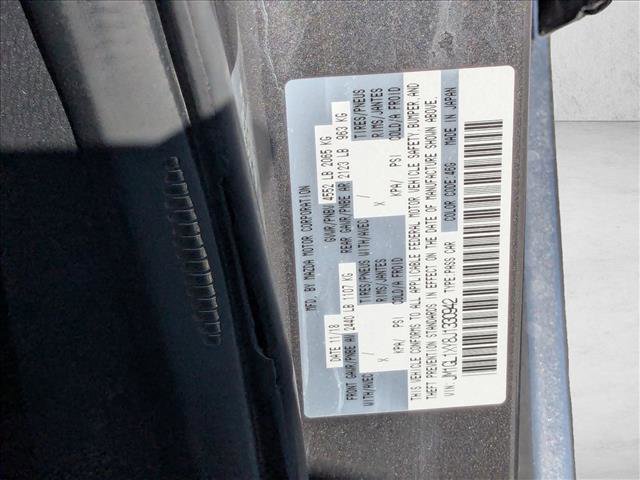 MFD. BY MAZDA MOTOR CORPORATION
DATE 11/18 GVWR/PNBV 4552 LB 2065 KG
FRONT GAWR/PNBE AV 2440 LB 1107 KG REAR GAWR/PNBE AR 2123 LB 963 KG
WITH/AVEC TIRES/PNEUS WITH/AVEC TIRES/PNEUS
/ RIMS/JANTES / RIMS/JANTES
X KPA/ PSI COLD/A FROID X KPA/ PSI COLD/A FROID
THIS VEHICLE CONFORMS TO ALL APPLICABLE FEDERAL MOTOR VEHICLE SAFETY, BUMPER, AND
THEFT PREVENTION STANDARDS IN EFFECT ON THE DATE OF MANUFACTURE SHOWN ABOVE.
VIN: JM1GL1XY8J1330942 TYPE:PASS CAR COLOR CODE:46G MADE IN JAPAN